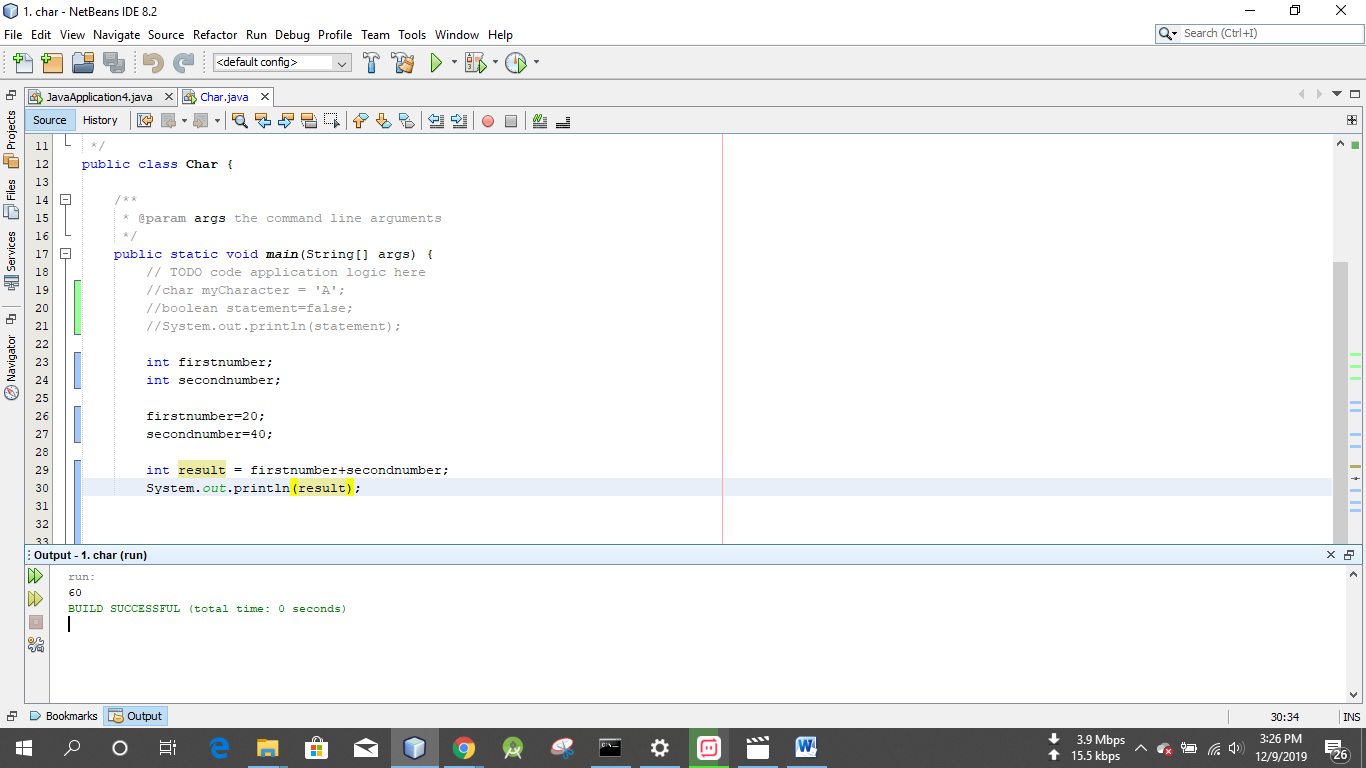 1. char - NetBeans IDE 8.2
File Edit View Navigate Source Refactor Run Debug Profile Team Tools Window Help
Search (Ctrl+I)
<default config>
JavaApplication4.java Char.java
Source History
Projects
Files
Services
Navigator
11 */
12 public class Char {
13
14 /**
15 * @param args the command line arguments
16 */
17 public static void main(String[] args) {
18 // TODO code application logic here
19 //char myCharacter = 'A';
20 //boolean statement=false;
21 //System.out.println(statement);
22
23 int firstnumber;
24 int secondnumber;
25
26 firstnumber=20;
27 secondnumber=40;
28
29 int result = firstnumber+secondnumber;
30 System.out.println(result);
31
32
33
Output - 1. char (run)
run:
60
BUILD SUCCESSFUL (total time: 0 seconds)
Bookmarks Output
30:34 INS
3.9 Mbps
15.5 kbps
3:26 PM
12/9/2019
26